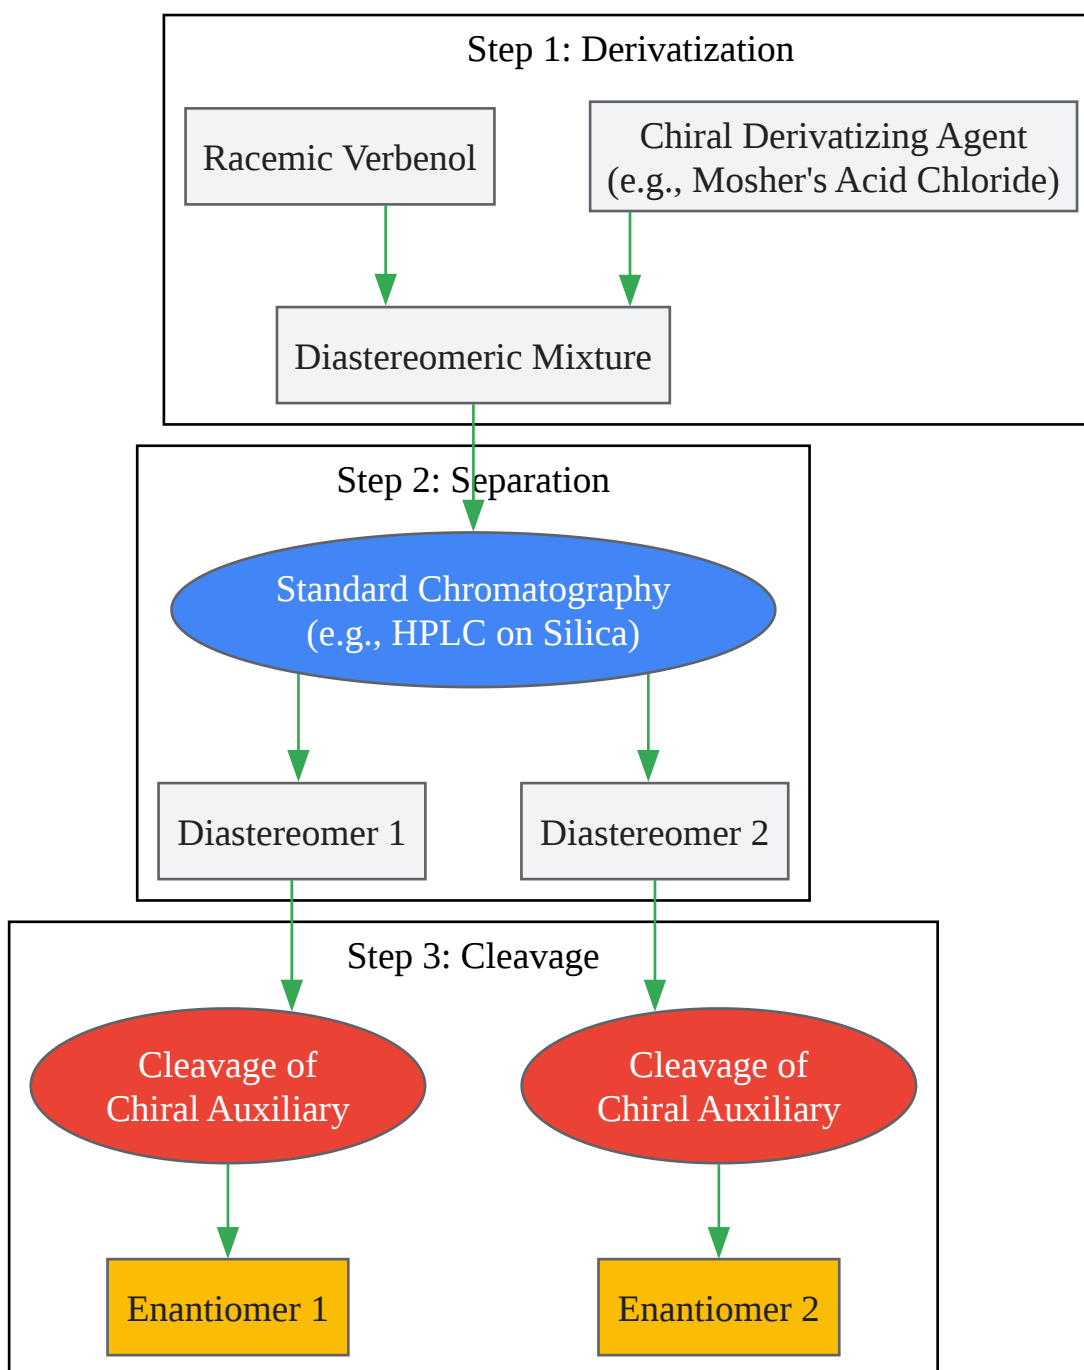 Step 1: Derivatization
Racemic Verbenol
Chiral Derivatizing Agent
(e.g., Mosher's Acid Chloride)
Diastereomeric Mixture
Step 2: Separation
Standard Chromatography
(e.g., HPLC on Silica)
Diastereomer 1
Diastereomer 2
Step 3: Cleavage
Cleavage of
Chiral Auxiliary
Cleavage of
Chiral Auxiliary
Enantiomer 1
Enantiomer 2